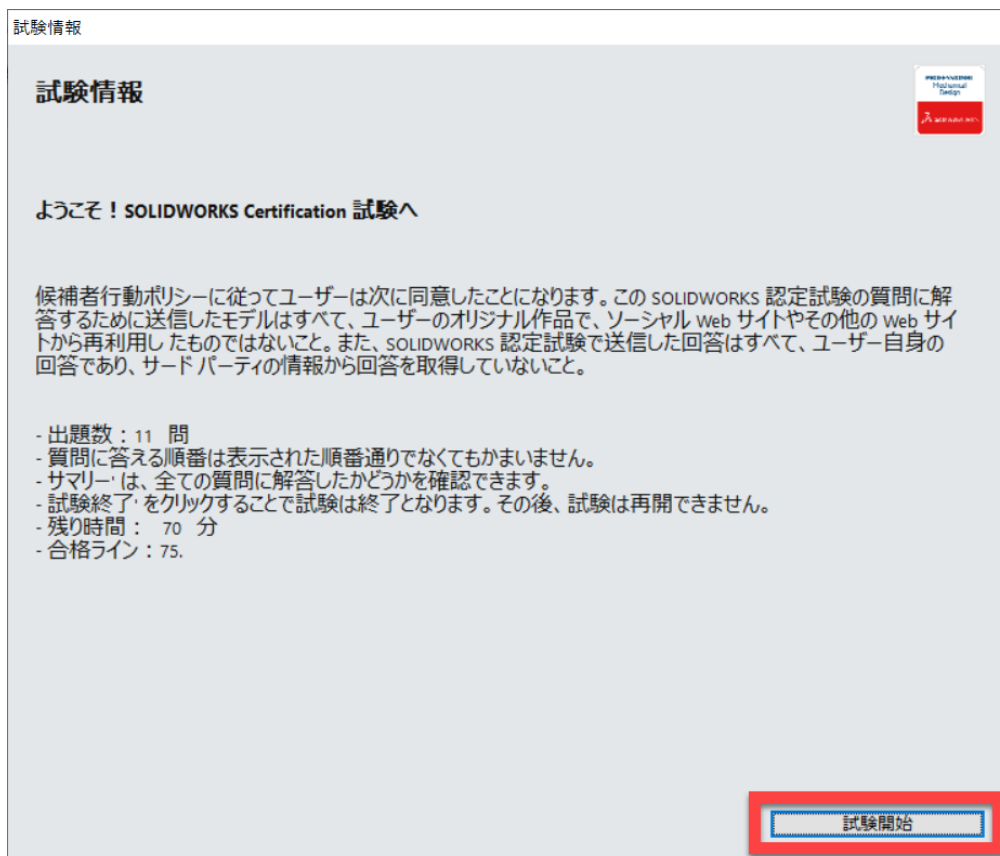 試験情報
試験情報
Mechanical
Design
SOLIDWORKS
ようこそ！SOLIDWORKS Certification 試験へ
候補者行動ポリシーに従ってユーザーは次に同意したことになります。この SOLIDWORKS 認定試験の質問に解
答するために送信したモデルはすべて、ユーザーのオリジナル作品で、ソーシャル Web サイトやその他の Web サイ
トから再利用し たものではないこと。また、SOLIDWORKS 認定試験で送信した回答はすべて、ユーザー自身の
回答であり、サード パーティの情報から回答を取得していないこと。
- 出題数：11 問
- 質問に答える順番は表示された順番通りでなくてもかまいません。
- サマリー' は、全ての質問に解答したかどうかを確認できます。
- 試験終了' をクリックすることで試験は終了となります。その後、試験は再開できません。
- 残り時間： 70 分
- 合格ライン：75.
試験開始